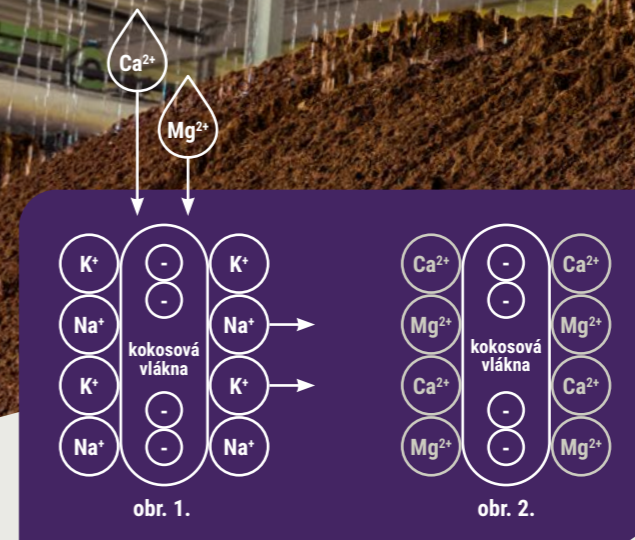 Ca²⁺
Mg²⁺
K⁺
-
K⁺
Ca²⁺
-
Ca²⁺
Na⁺
-
Na⁺
Mg²⁺
-
Mg²⁺
kokosová
vlákna
kokosová
vlákna
K⁺
-
K⁺
Ca²⁺
-
Ca²⁺
Na⁺
-
Na⁺
Mg²⁺
-
Mg²⁺
obr. 1.
obr. 2.